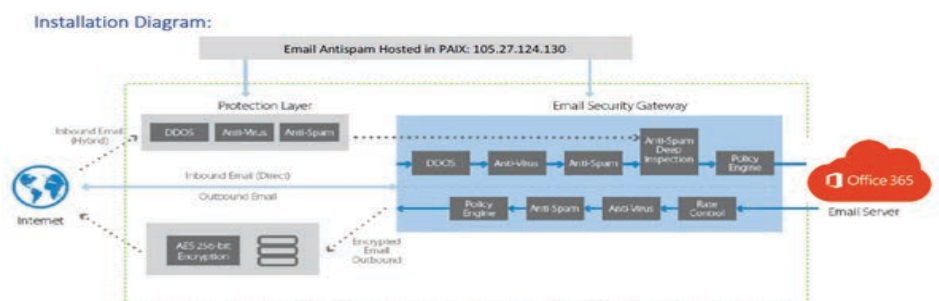 Installation Diagram:
Email Antispam Hosted in PAIX: 105.27.124.130
Protection Layer
Email Security Gateway
Inbound Email
(Hybrid)
DDOS
Anti-Virus
Anti-Spam
Anti-Spam
Deep
Inspection
DDOS
Anti-Virus
Anti-Spam
Policy
Engine
Office 365
Inbound Email (Direct)
Outbound Email
Internet
Policy
Engine
Anti-Spam
Anti-Virus
Rate
Control
Email Server
AES 256-bit
Encryption
Encrypted
Email
Outbound